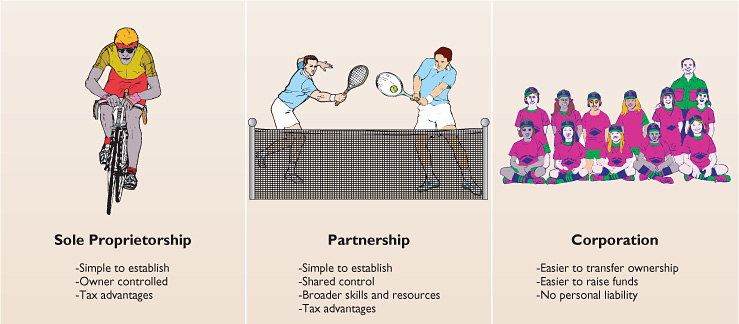 Sole Proprietorship
-Simple to establish
-Owner controlled
-Tax advantages
Partnership
-Simple to establish
-Shared control
-Broader skills and resources
-Tax advantages
Corporation
-Easier to transfer ownership
-Easier to raise funds
-No personal liability